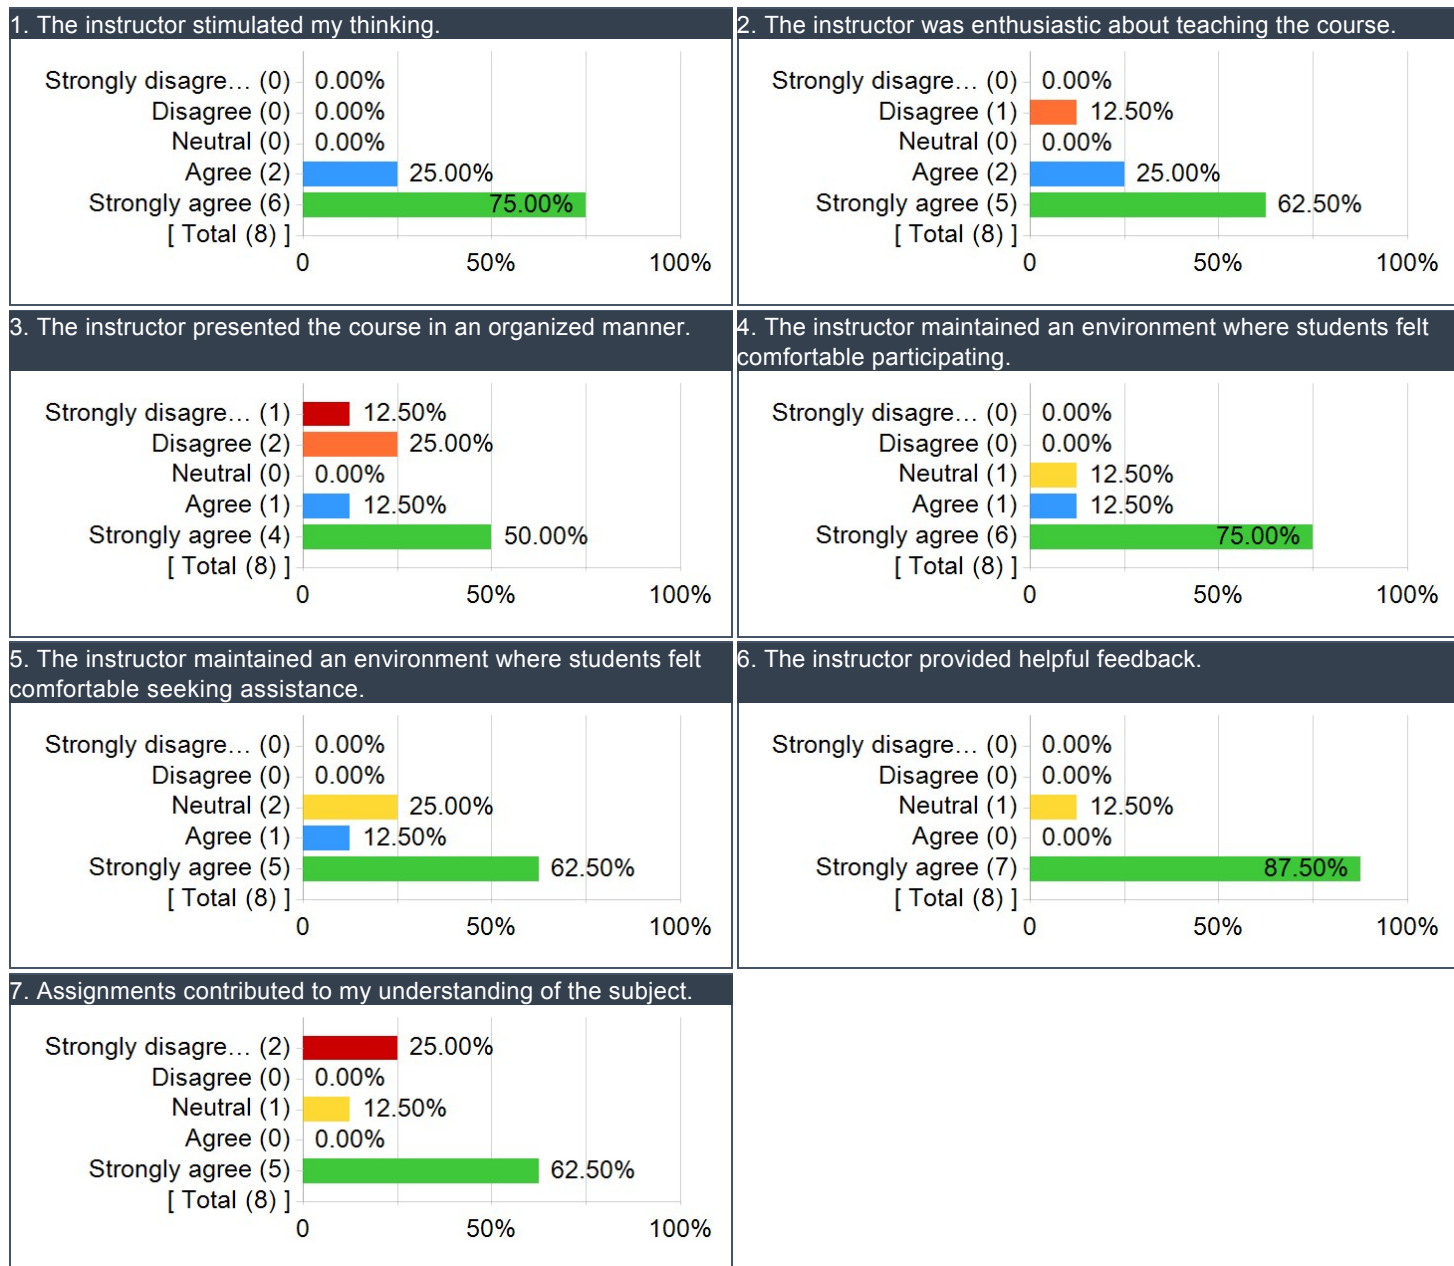 1. The instructor stimulated my thinking.
Strongly disagre... (0) 0.00%
Disagree (0) 0.00%
Neutral (0) 0.00%
Agree (2) 25.00%
Strongly agree (6) 75.00%
[ Total (8) ]
0 50% 100%
2. The instructor was enthusiastic about teaching the course.
Strongly disagre... (0) 0.00%
Disagree (1) 12.50%
Neutral (0) 0.00%
Agree (2) 25.00%
Strongly agree (5) 62.50%
[ Total (8) ]
0 50% 100%
3. The instructor presented the course in an organized manner.
Strongly disagre... (1) 12.50%
Disagree (2) 25.00%
Neutral (0) 0.00%
Agree (1) 12.50%
Strongly agree (4) 50.00%
[ Total (8) ]
0 50% 100%
4. The instructor maintained an environment where students felt
comfortable participating.
Strongly disagre... (0) 0.00%
Disagree (0) 0.00%
Neutral (1) 12.50%
Agree (1) 12.50%
Strongly agree (6) 75.00%
[ Total (8) ]
0 50% 100%
5. The instructor maintained an environment where students felt
comfortable seeking assistance.
Strongly disagre... (0) 0.00%
Disagree (0) 0.00%
Neutral (2) 25.00%
Agree (1) 12.50%
Strongly agree (5) 62.50%
[ Total (8) ]
0 50% 100%
6. The instructor provided helpful feedback.
Strongly disagre... (0) 0.00%
Disagree (0) 0.00%
Neutral (1) 12.50%
Agree (0) 0.00%
Strongly agree (7) 87.50%
[ Total (8) ]
0 50% 100%
7. Assignments contributed to my understanding of the subject.
Strongly disagre... (2) 25.00%
Disagree (0) 0.00%
Neutral (1) 12.50%
Agree (0) 0.00%
Strongly agree (5) 62.50%
[ Total (8) ]
0 50% 100%